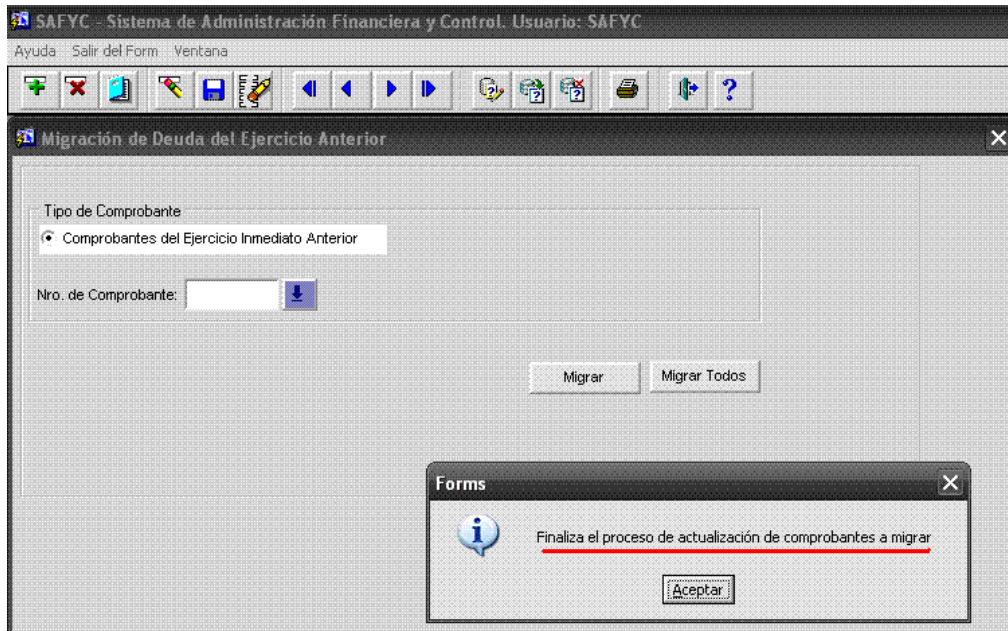 SAFYC - Sistema de Administración Financiera y Control. Usuario: SAFYC
Ayuda Salir del Form Ventana
Migración de Deuda del Ejercicio Anterior
Tipo de Comprobante
Comprobantes del Ejercicio Inmediato Anterior
Nro. de Comprobante:
Migrar Migrar Todos
Forms
Finaliza el proceso de actualización de comprobantes a migrar
Aceptar